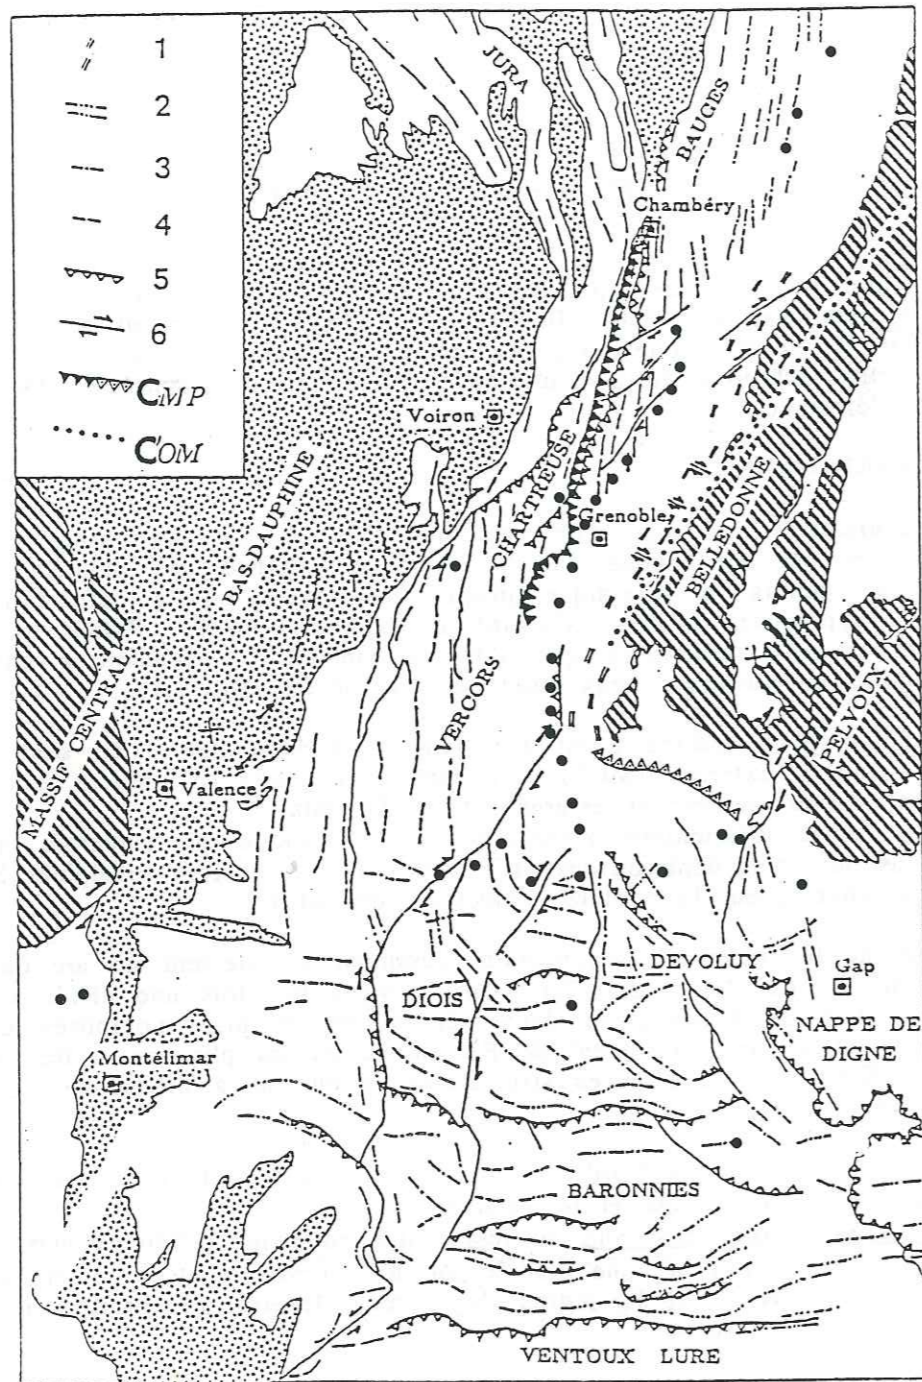 1
2
3
4
5
6
CMP
COM
JURA
BAUGES
Chambéry
Voiron
CHARTREUSE
Grenoble
BAS-DAUPHINE
BELLEDONNE
MASSIF CENTRAL
VERCORS
PELVOUX
Valence
DEVOLUY
DIOIS
Gap
NAPPE DE
DIGNE
Montélimar
BARONNIES
VENTOUX LURE